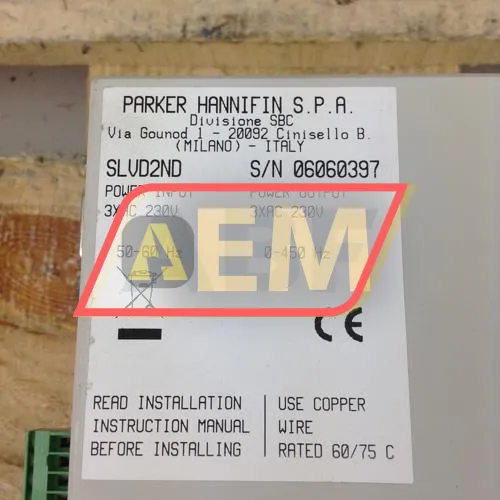 PARKER HANNIFIN S.P.A.
Divisione SBC
Via Gounod 1 - 20092 Cinisello B.
(MILANO) - ITALY
SLVD2ND S/N 06060397
POWER INPUT POWER OUTPUT
3XAC 230V 3XAC 230V
50-60 Hz 0-450 Hz
AEM
CE
READ INSTALLATION
INSTRUCTION MANUAL
BEFORE INSTALLING
USE COPPER
WIRE
RATED 60/75 C